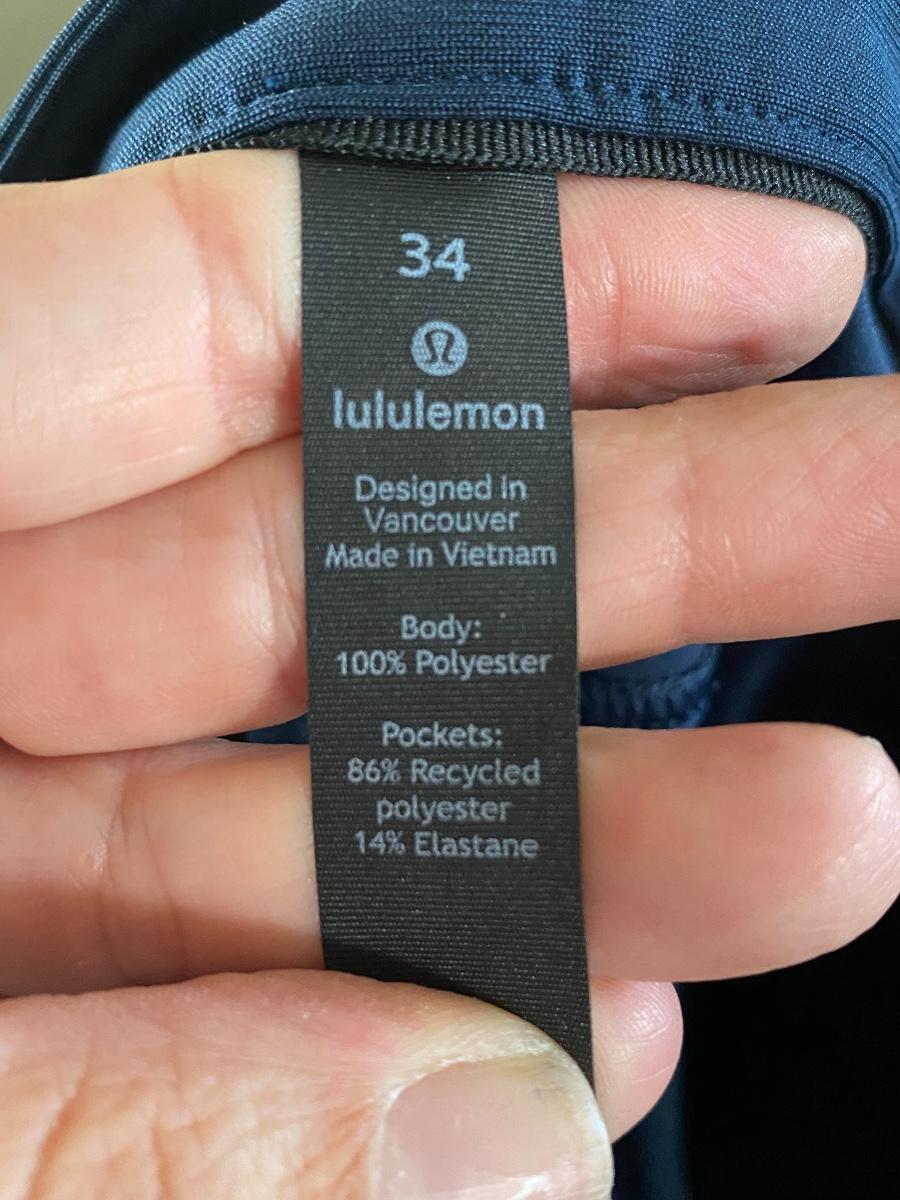 34
lululemon
Designed in
Vancouver
Made in Vietnam
Body:
100% Polyester
Pockets:
86% Recycled
polyester
14% Elastane